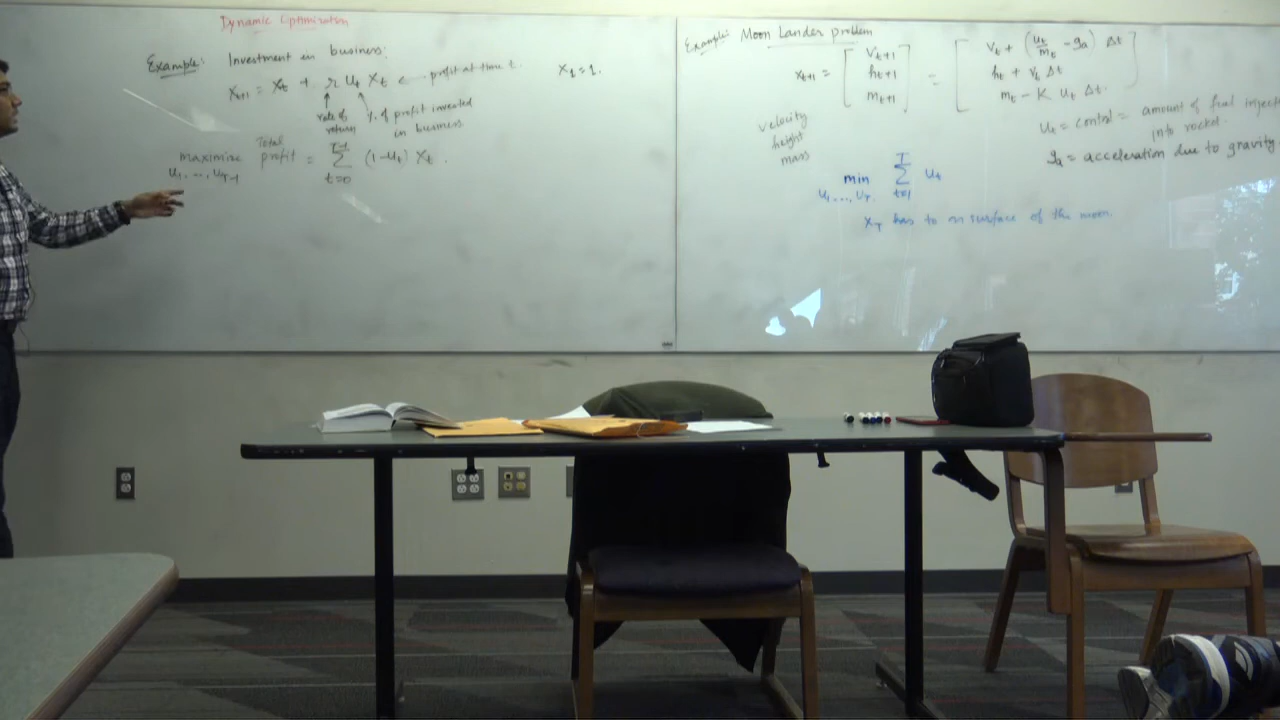 Dynamic Optimization
Example: Investment in business:
x_{t+1} = x_t + r u_t x_t ← profit at time t. x_1 = 1.
rate of return
% of profit invested in business
maximize u_1, ..., u_{T-1} Total profit = \sum_{t=0}^{T-1} (1-u_t) x_t.
Example: Moon Lander problem
x_{t+1} = [ v_{t+1} h_{t+1} m_{t+1} ] = [ v_t + (u_t/m_t - g_a) Δt h_t + v_t Δt m_t - K u_t Δt. ]
velocity
height
mass
u_t = control = amount of fuel
into rocket.
g_a = acceleration due to gravity
min u_1, ..., u_T. \sum_{t=1}^{T} u_t
x_T has to on surface of the moon.